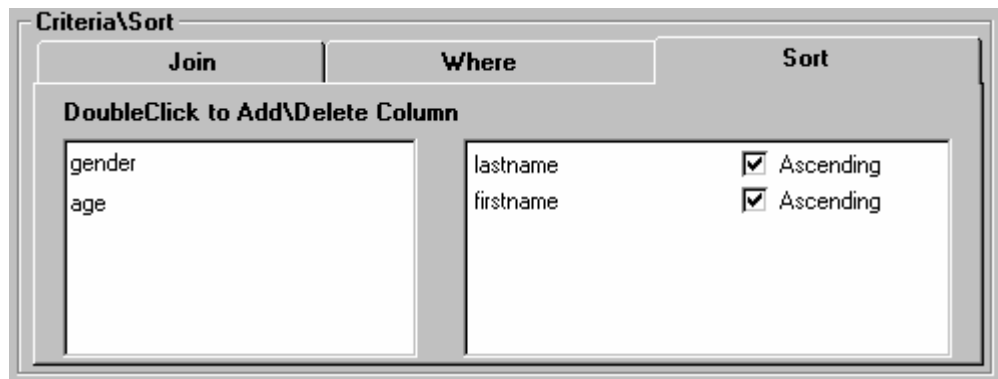 Criteria\Sort
Join Where Sort
DoubleClick to Add\Delete Column
gender
age
lastname Ascending
firstname Ascending